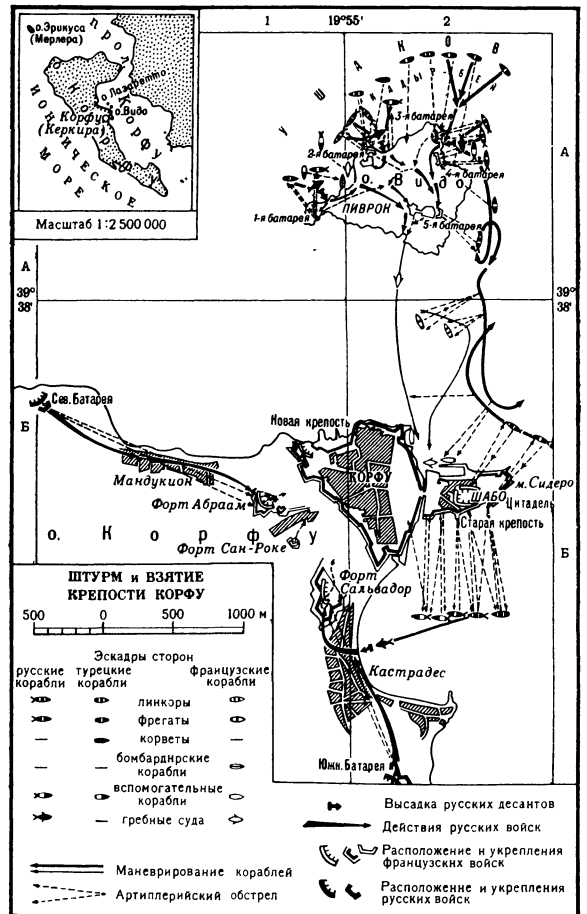 1
19°55'
2
о. Эрикуса
(Мерлера)
о. Лазаретто
о. Видо
Корфус
(Керкира)
ИОНИЧЕСКОЕ
МОРЕ
о. Корфу
прол. Корфу
Масштаб 1:2 500 000
УШАКОВ
КАДЫР-БЕЙ
3-я батарея
2-я батарея
4-я батарея
о. Видо
1-я батарея
ПИВРОН
5-я батарея
А
А
39°
38'
39°
38'
Сев. Батарея
Б
Новая крепость
КОРФУ
Мандукион
Форт Абраам
м. Сидеро
ШАБО
Цитадель
Старая крепость
Форт Сан-Роке
о. Корфу
Б
Форт
Сальвадор
Кастрадес
Южн. Батарея
ШТУРМ и ВЗЯТИЕ
КРЕПОСТИ КОРФУ
500 0 500 1000 м
Эскадры сторон
русские корабли турецкие корабли французские корабли
линкоры
фрегаты
корветы
бомбардирские
корабли
вспомогательные
корабли
гребные суда
Маневрирование кораблей
Артиллерийский обстрел
Высадка русских десантов
Действия русских войск
Расположение и укрепления
французских войск
Расположение и укрепления
русских войск